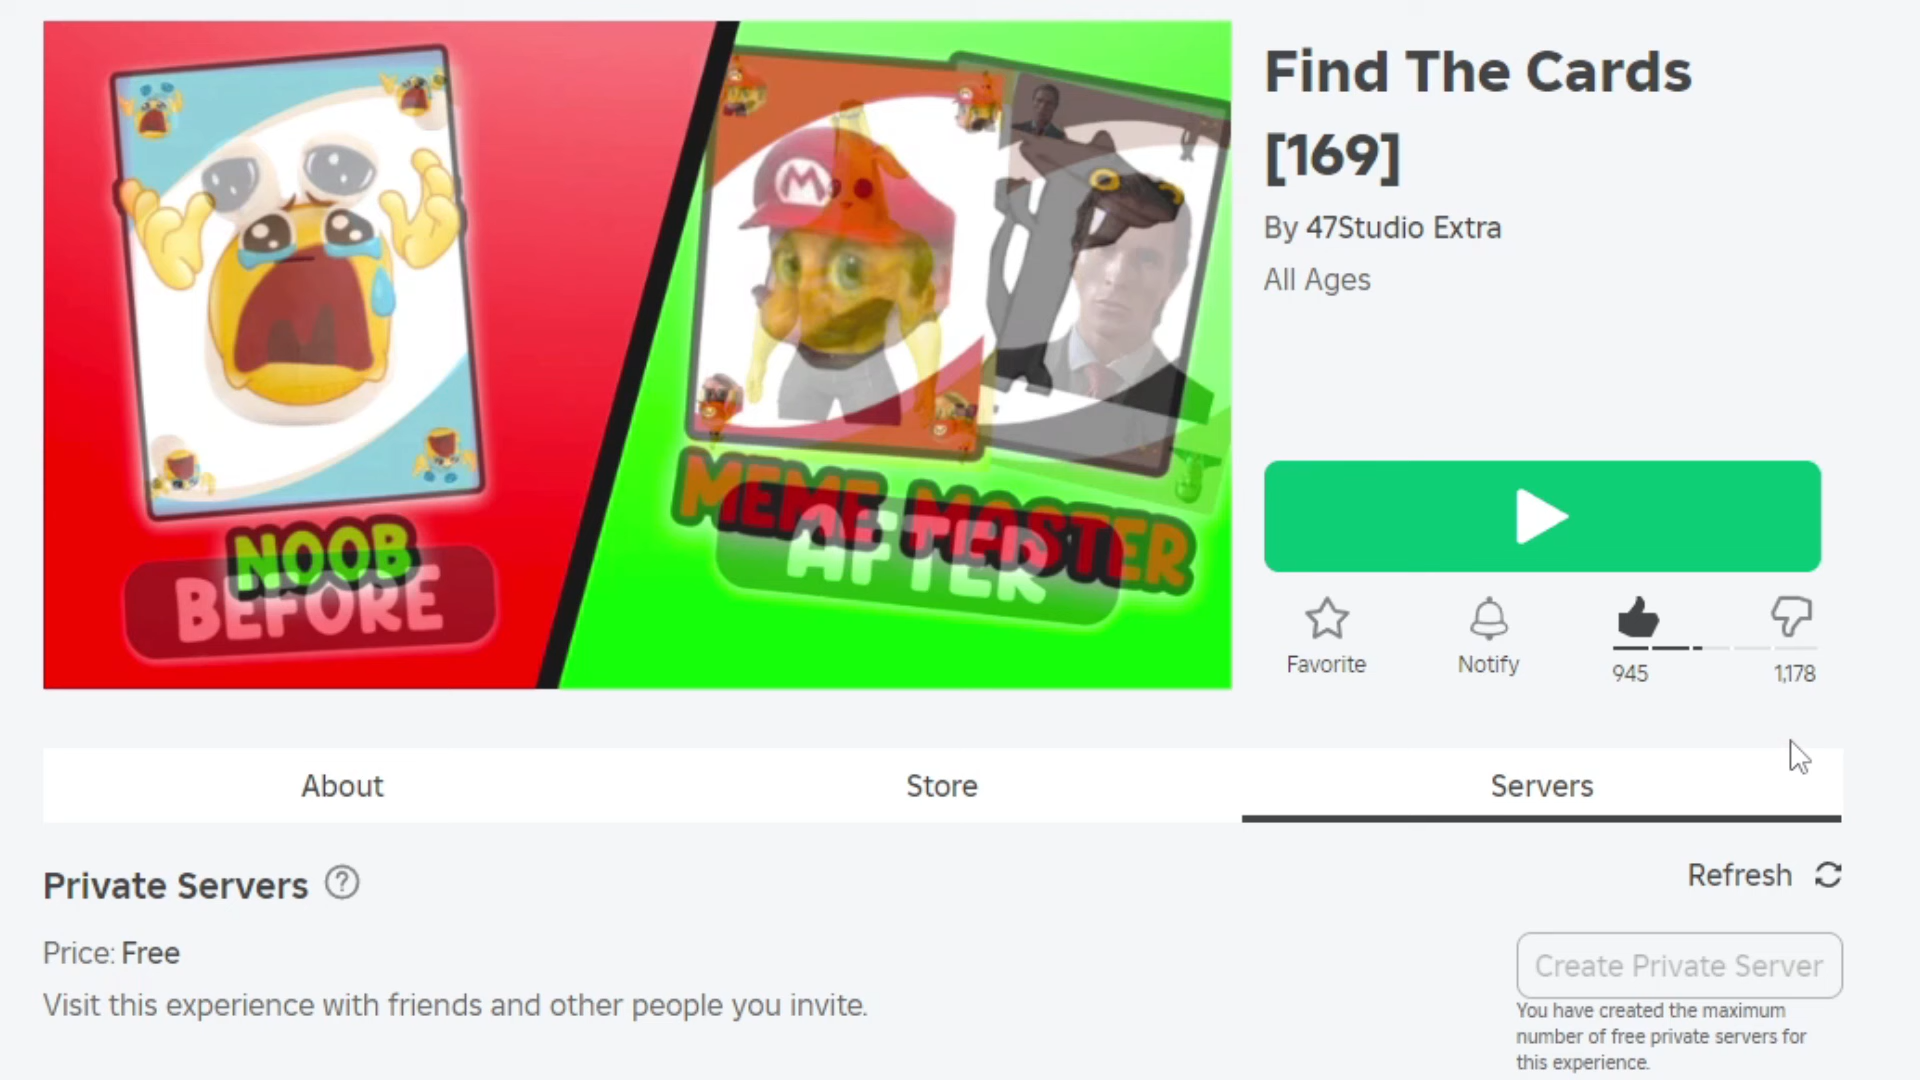 NOOB
BEFORE
MEME MASTER
AFTER
M
Find The Cards
[169]
By 47Studio Extra
All Ages
Favorite
Notify
945
1,178
About
Store
Servers
Private Servers
Refresh
Price: Free
Create Private Server
Visit this experience with friends and other people you invite.
You have created the maximum
number of free private servers for
this experience.